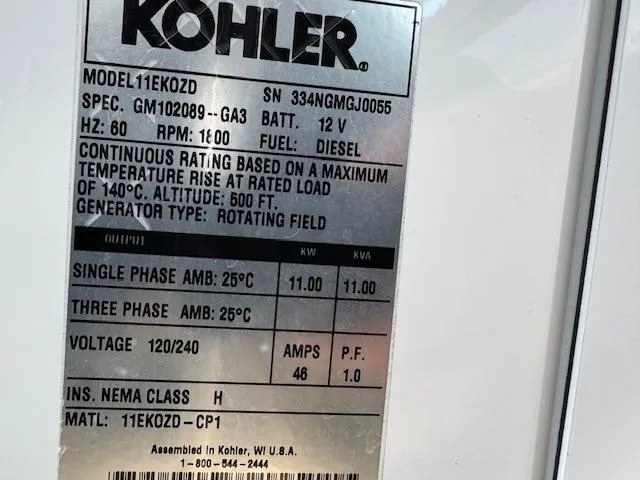 KOHLER®
MODEL 11EKOZD SN 334NGMGJ0055
SPEC. GM102089-GA3 BATT. 12 V
HZ: 60 RPM: 1800 FUEL: DIESEL
CONTINUOUS RATING BASED ON A MAXIMUM
TEMPERATURE RISE AT RATED LOAD
OF 140°C. ALTITUDE: 500 FT.
GENERATOR TYPE: ROTATING FIELD
OUTPUT KW KVA
SINGLE PHASE AMB: 25°C 11.00 11.00
THREE PHASE AMB: 25°C
VOLTAGE 120/240 AMPS P.F.
46 1.0
INS. NEMA CLASS H
MATL: 11EKOZD-CP1
Assembled in Kohler, WI U.S.A.
1-800-544-2444